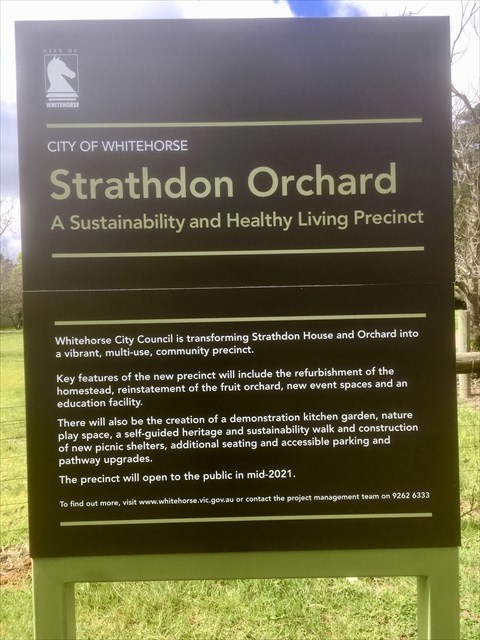 CITY OF
WHITEHORSE
CITY OF WHITEHORSE
Strathdon Orchard
A Sustainability and Healthy Living Precinct
Whitehorse City Council is transforming Strathdon House and Orchard into
a vibrant, multi-use, community precinct.
Key features of the new precinct will include the refurbishment of the
homestead, reinstatement of the fruit orchard, new event spaces and an
education facility.
There will also be the creation of a demonstration kitchen garden, nature
play space, a self-guided heritage and sustainability walk and construction
of new picnic shelters, additional seating and accessible parking and
pathway upgrades.
The precinct will open to the public in mid-2021.
To find out more, visit www.whitehorse.vic.gov.au or contact the project management team on 9262 6333